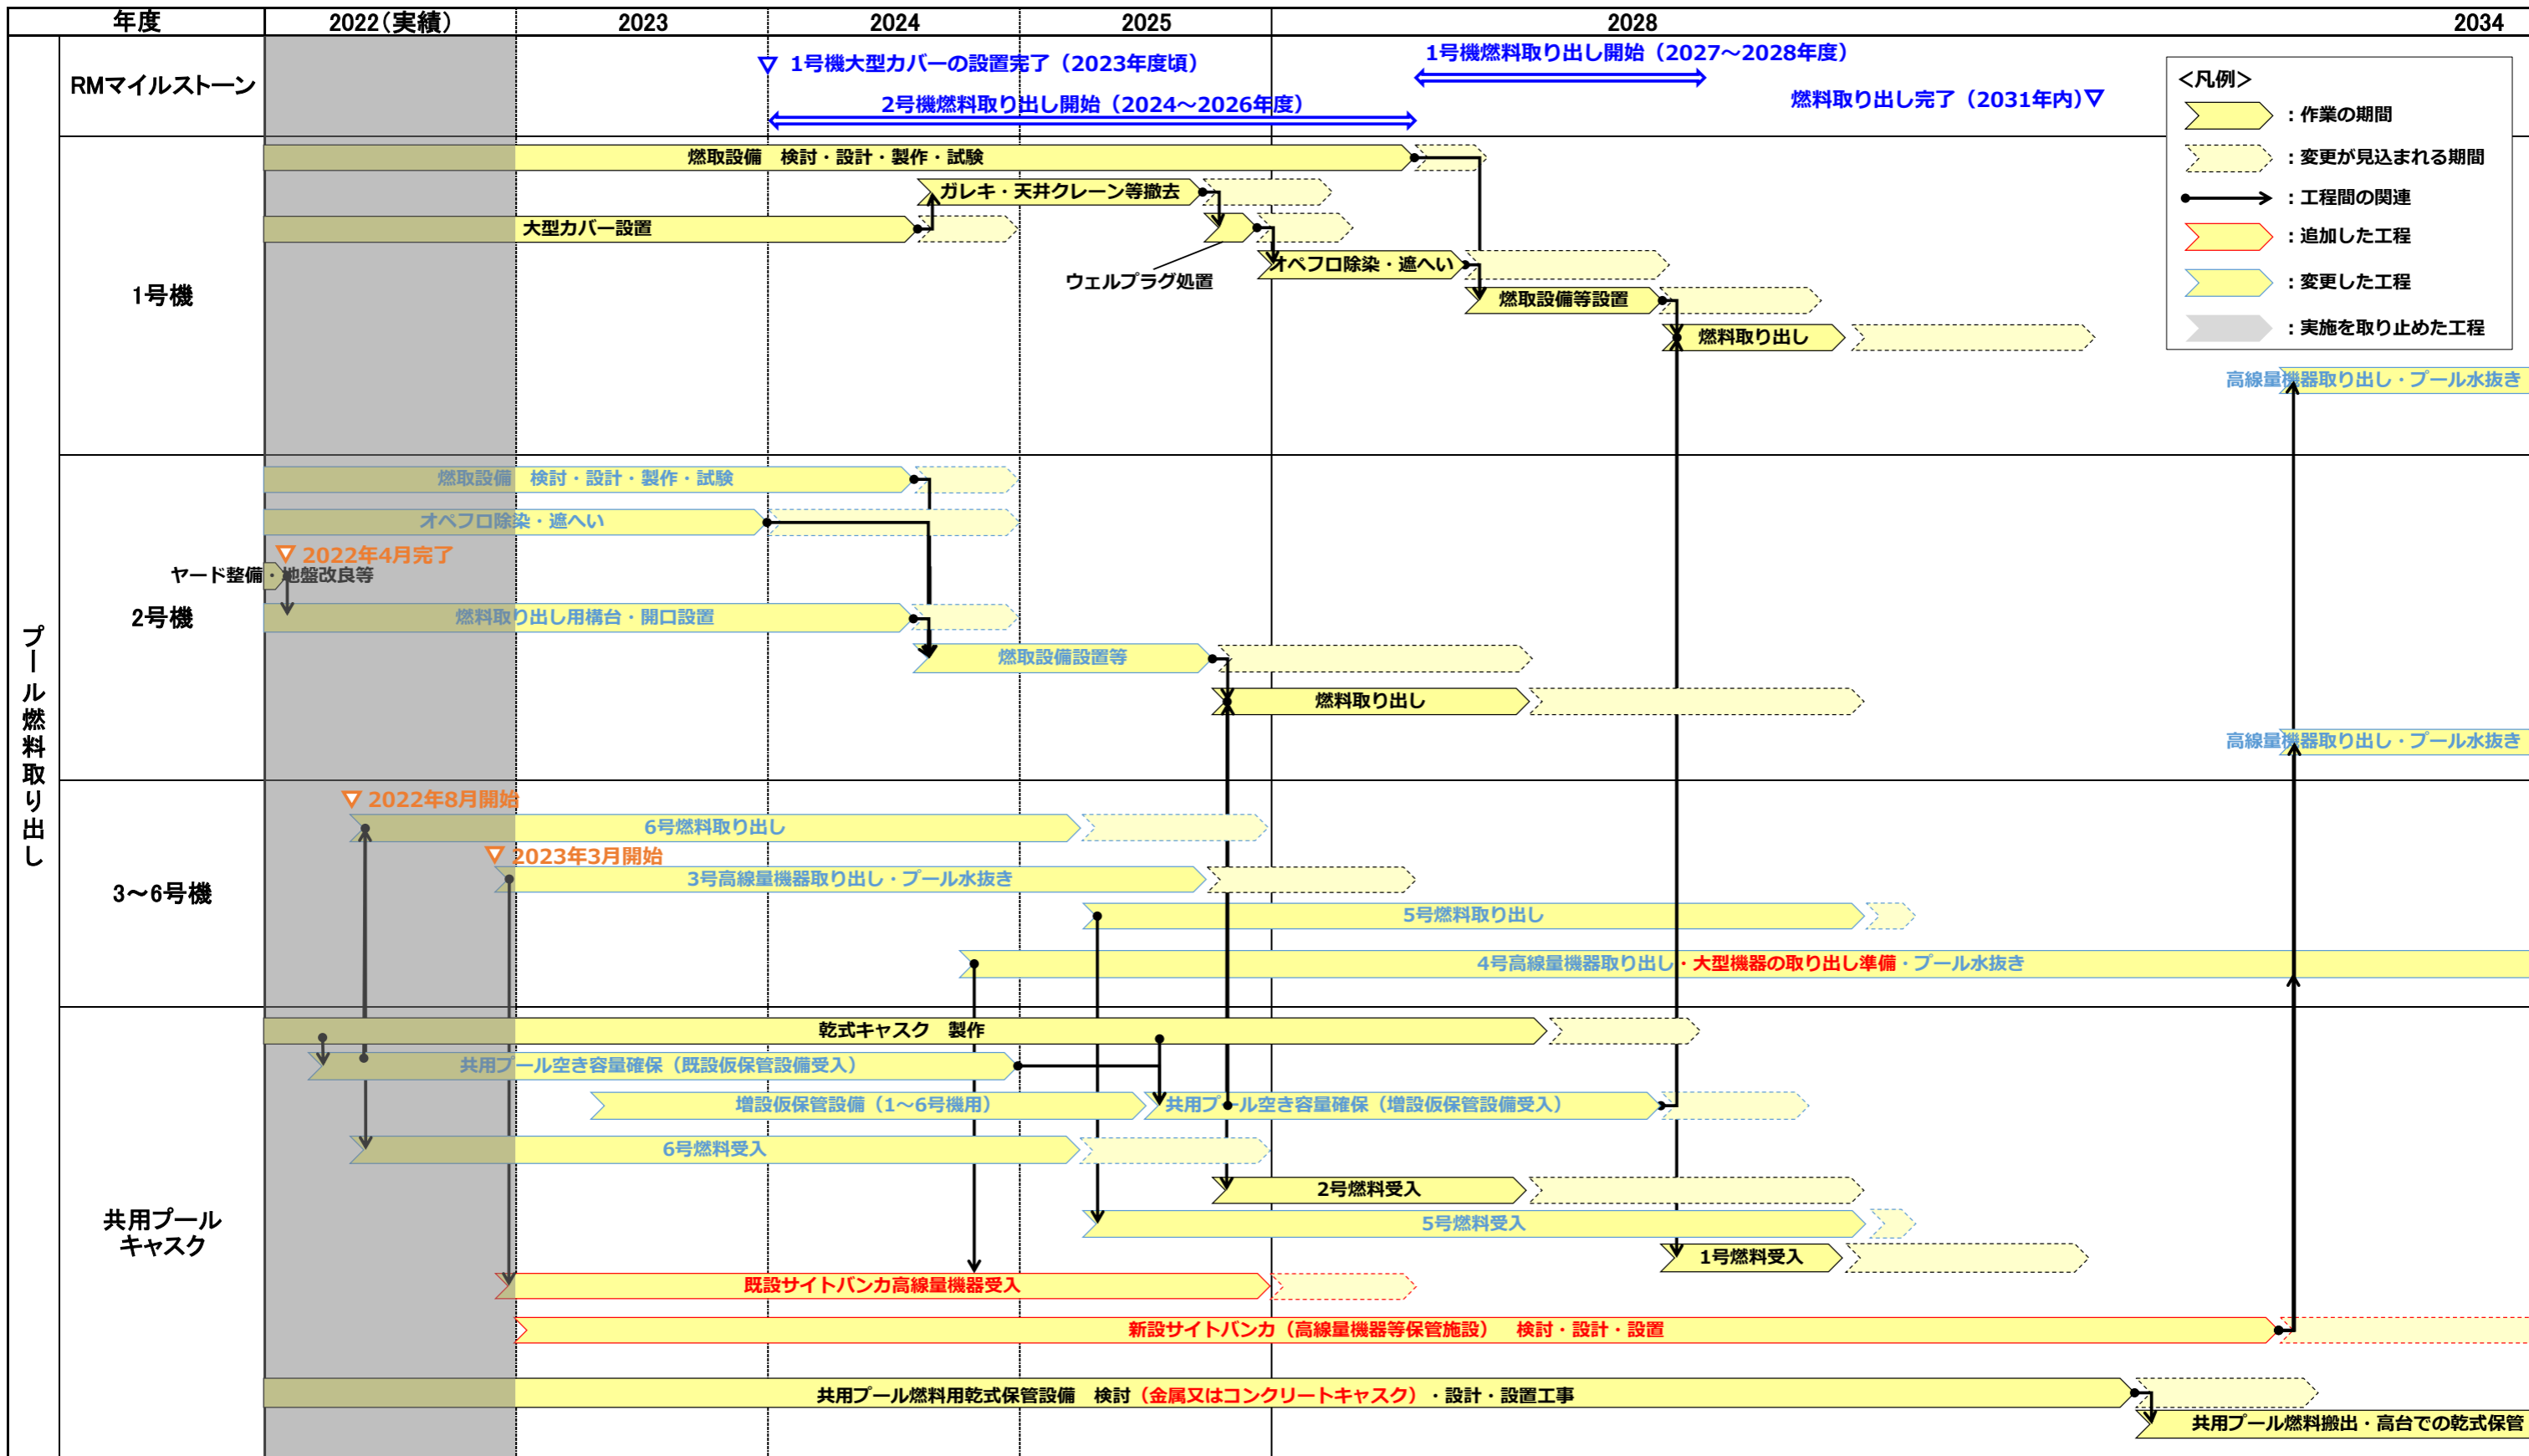 年度
2022(実績)
2023
2024
2025
2028
2034
プール燃料取り出し
RMマイルストーン
1号機大型カバーの設置完了（2023年度頃）
1号機燃料取り出し開始（2027～2028年度）
2号機燃料取り出し開始（2024～2026年度）
燃料取り出し完了（2031年内）
<凡例>
：作業の期間
：変更が見込まれる期間
：工程間の関連
：追加した工程
：変更した工程
：実施を取り止めた工程
1号機
燃取設備　検討・設計・製作・試験
ガレキ・天井クレーン等撤去
大型カバー設置
ウェルプラグ処置
オペフロ除染・遮へい
燃取設備等設置
燃料取り出し
高線量機器取り出し・プール水抜き
2号機
燃取設備　検討・設計・製作・試験
オペフロ除染・遮へい
2022年4月完了
ヤード整備・地盤改良等
燃料取り出し用構台・開口設置
燃取設備設置等
燃料取り出し
高線量機器取り出し・プール水抜き
3～6号機
2022年8月開始
6号燃料取り出し
2023年3月開始
3号高線量機器取り出し・プール水抜き
5号燃料取り出し
4号高線量機器取り出し・大型機器の取り出し準備・プール水抜き
共用プール
キャスク
乾式キャスク　製作
共用プール空き容量確保（既設仮保管設備受入）
増設仮保管設備（1～6号機用）
共用プール空き容量確保（増設仮保管設備受入）
6号燃料受入
2号燃料受入
5号燃料受入
1号燃料受入
既設サイトバンカ高線量機器受入
新設サイトバンカ（高線量機器等保管施設）　検討・設計・設置
共用プール燃料用乾式保管設備　検討（金属又はコンクリートキャスク）・設計・設置工事
共用プール燃料搬出・高台での乾式保管